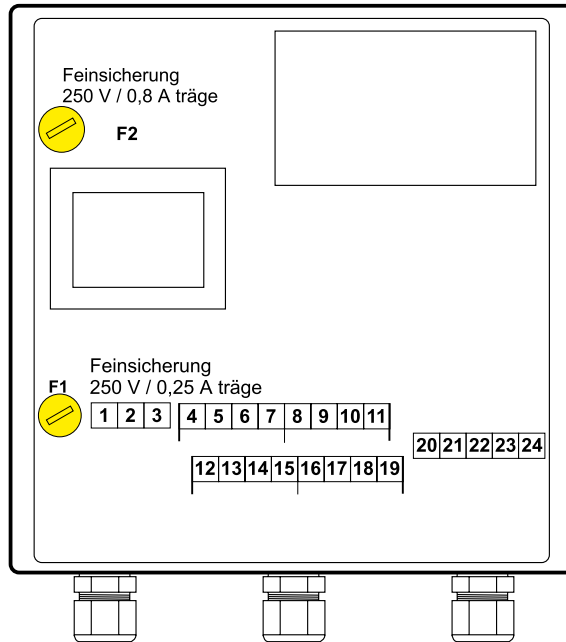 Feinsicherung
250 V / 0,8 A träge
F2
Feinsicherung
F1 250 V / 0,25 A träge
1 2 3 4 5 6 7 8 9 10 11
20 21 22 23 24
12 13 14 15 16 17 18 19